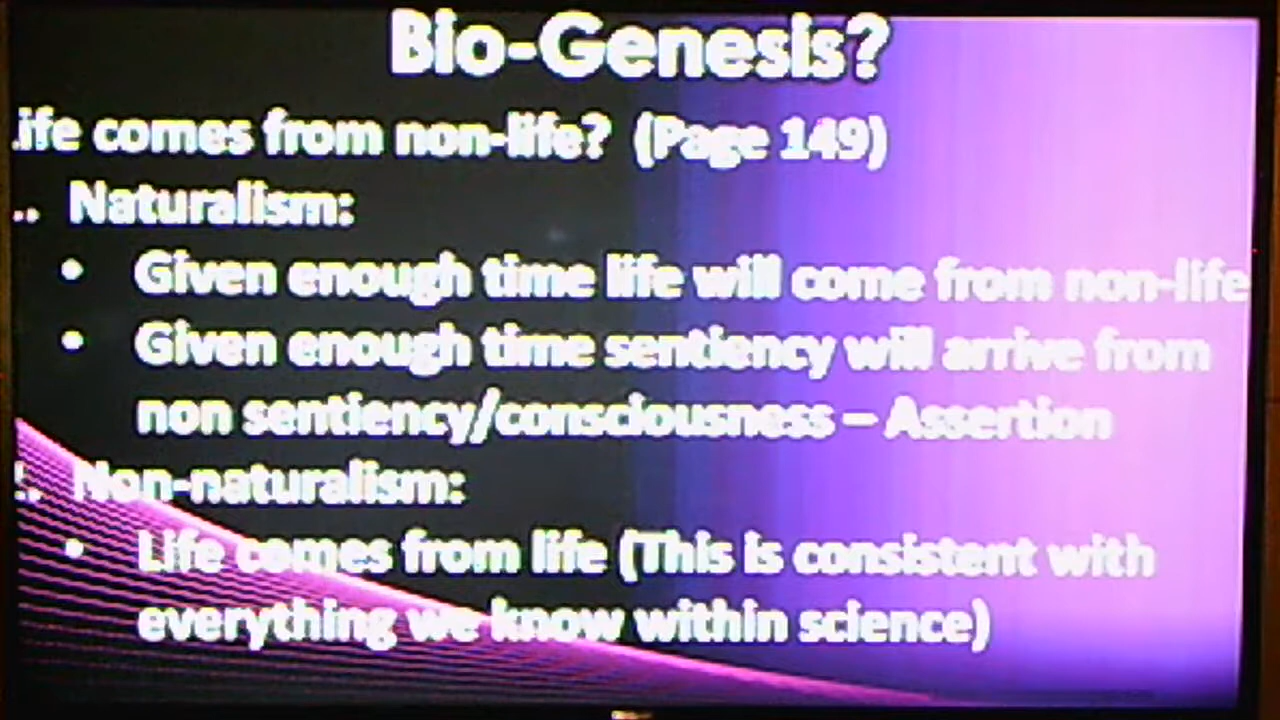 Bio-Genesis?
ife comes from non-life? (Page 149)
. Naturalism:
• Given enough time life will come from non-life
• Given enough time sentiency will arrive from
non sentiency/consciousness – Assertion
. Non-naturalism:
• Life comes from life (This is consistent with
everything we know within science)